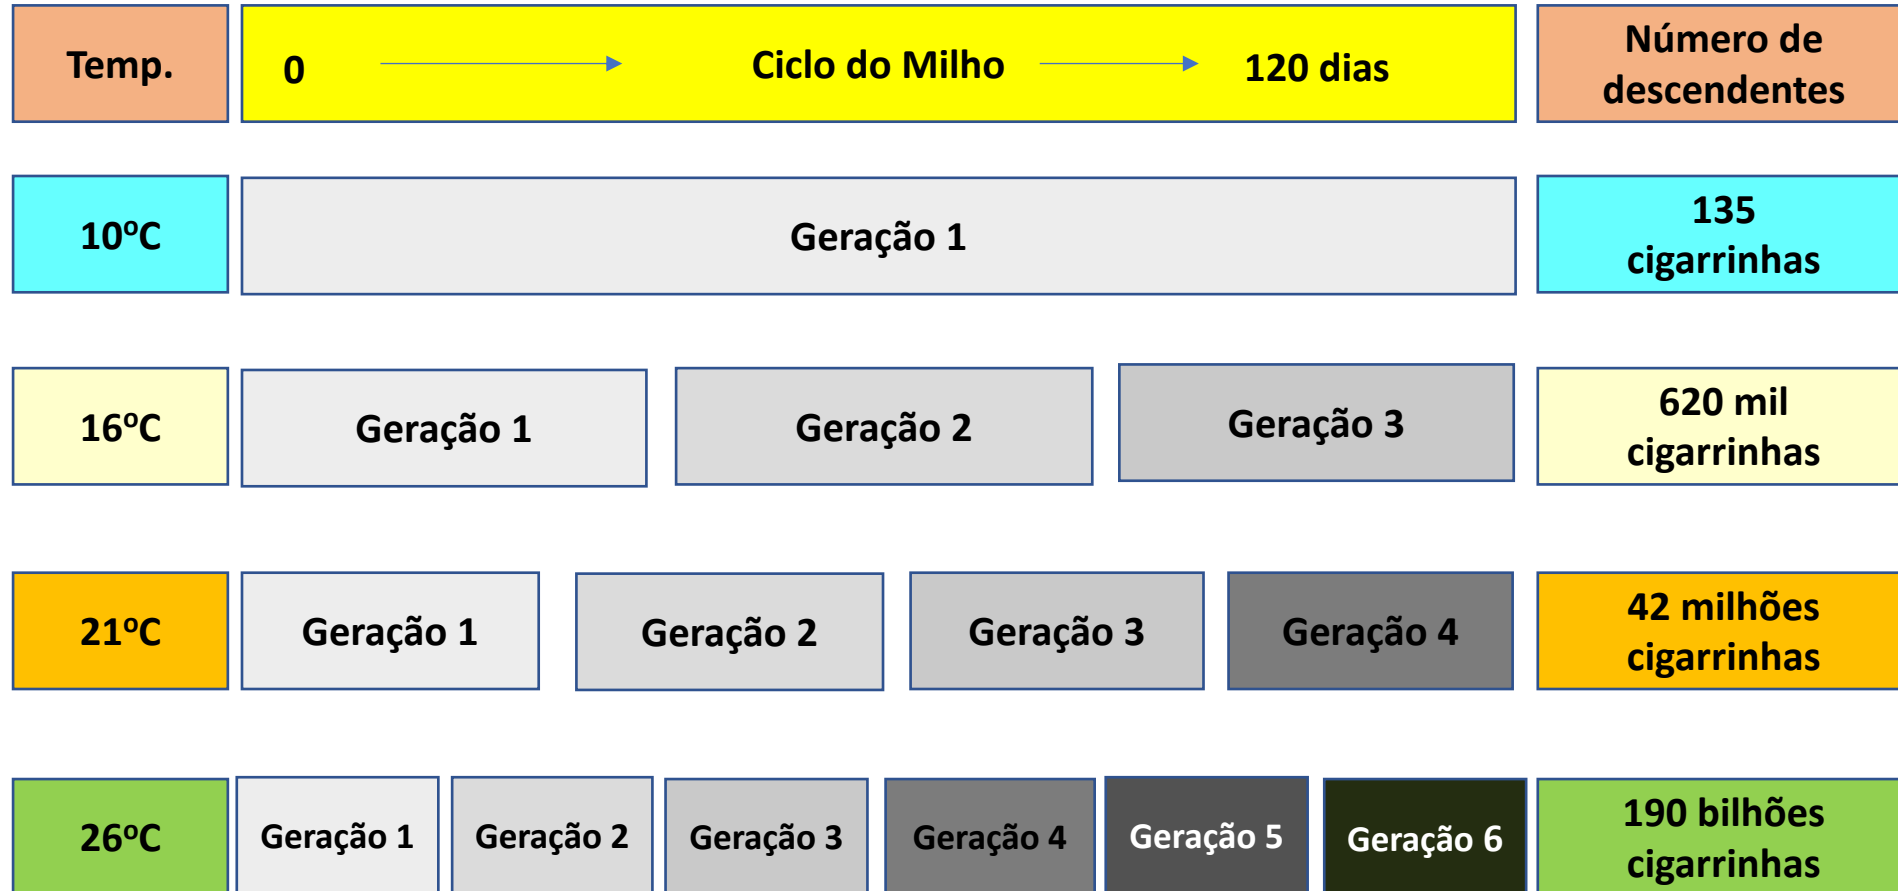 Temp.
0
Ciclo do Milho
120 dias
Número de
descendentes
10ºC
Geração 1
135
cigarrinhas
16ºC
Geração 1
Geração 2
Geração 3
620 mil
cigarrinhas
21ºC
Geração 1
Geração 2
Geração 3
Geração 4
42 milhões
cigarrinhas
26ºC
Geração 1
Geração 2
Geração 3
Geração 4
Geração 5
Geração 6
190 bilhões
cigarrinhas